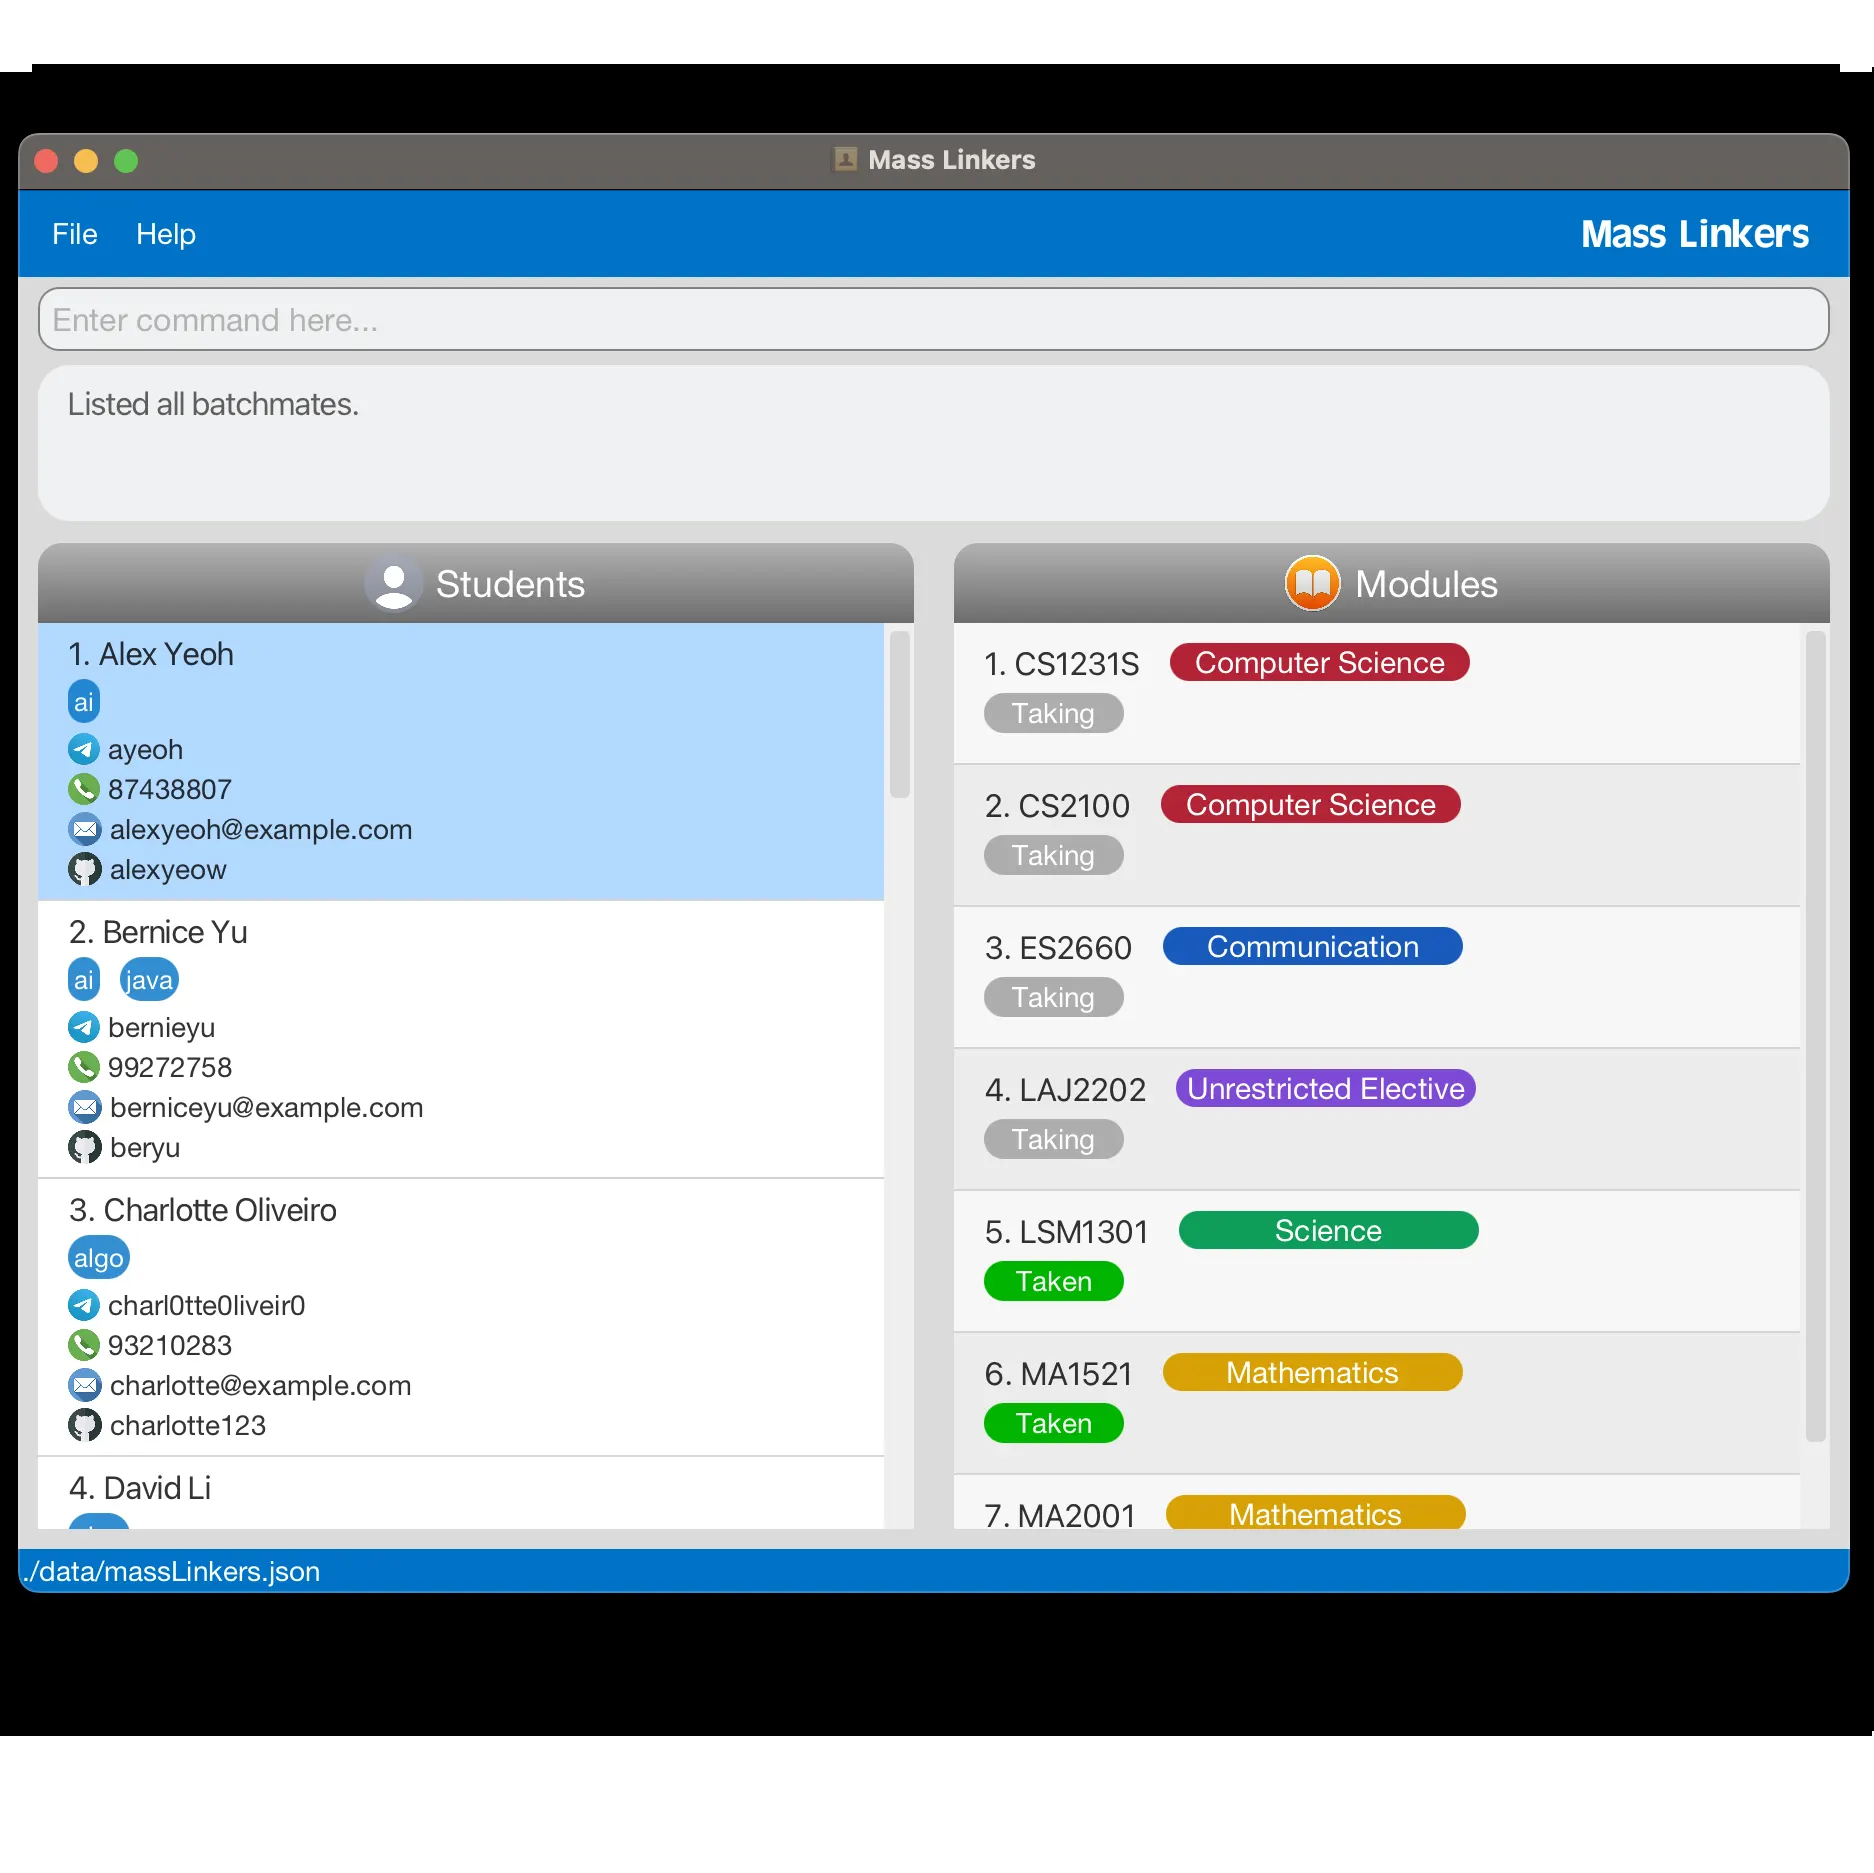 Mass Linkers
File Help Mass Linkers
Enter command here...
Listed all batchmates.
Students
1. Alex Yeoh
ai
ayeoh
87438807
alexyeoh@example.com
alexyeow
2. Bernice Yu
ai java
bernieyu
99272758
berniceyu@example.com
beryu
3. Charlotte Oliveiro
algo
charl0tte0liveir0
93210283
charlotte@example.com
charlotte123
4. David Li
Modules
1. CS1231S Computer Science
Taking
2. CS2100 Computer Science
Taking
3. ES2660 Communication
Taking
4. LAJ2202 Unrestricted Elective
Taking
5. LSM1301 Science
Taken
6. MA1521 Mathematics
Taken
7. MA2001 Mathematics
./data/massLinkers.json